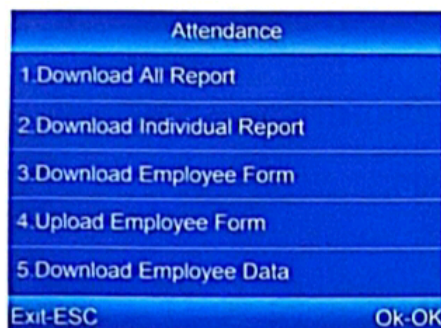 Attendance
1.Download All Report
2.Download Individual Report
3.Download Employee Form
4.Upload Employee Form
5.Download Employee Data
Exit-ESC Ok-OK